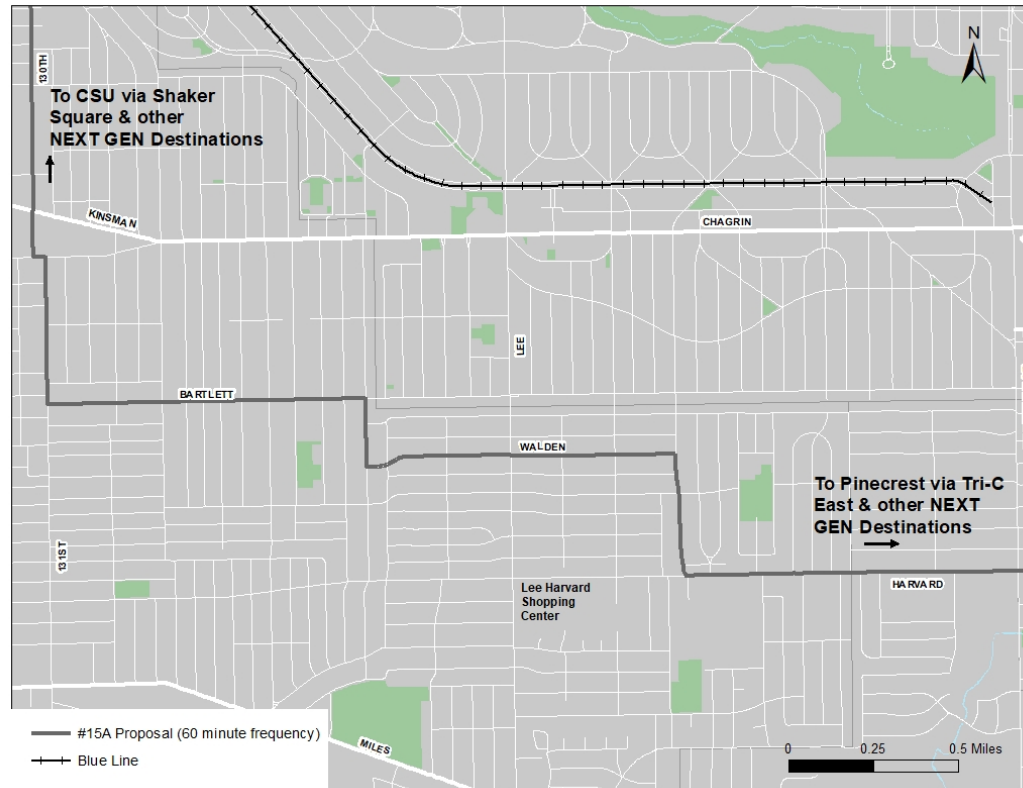 N
130TH
To CSU via Shaker
Square & other
NEXT GEN Destinations
KINSMAN
CHAGRIN
LEE
BARTLETT
WALDEN
To Pinecrest via Tri-C
East & other NEXT
GEN Destinations
131ST
HARVARD
Lee Harvard
Shopping
Center
#15A Proposal (60 minute frequency)
Blue Line
MILES
0 0.25 0.5 Miles